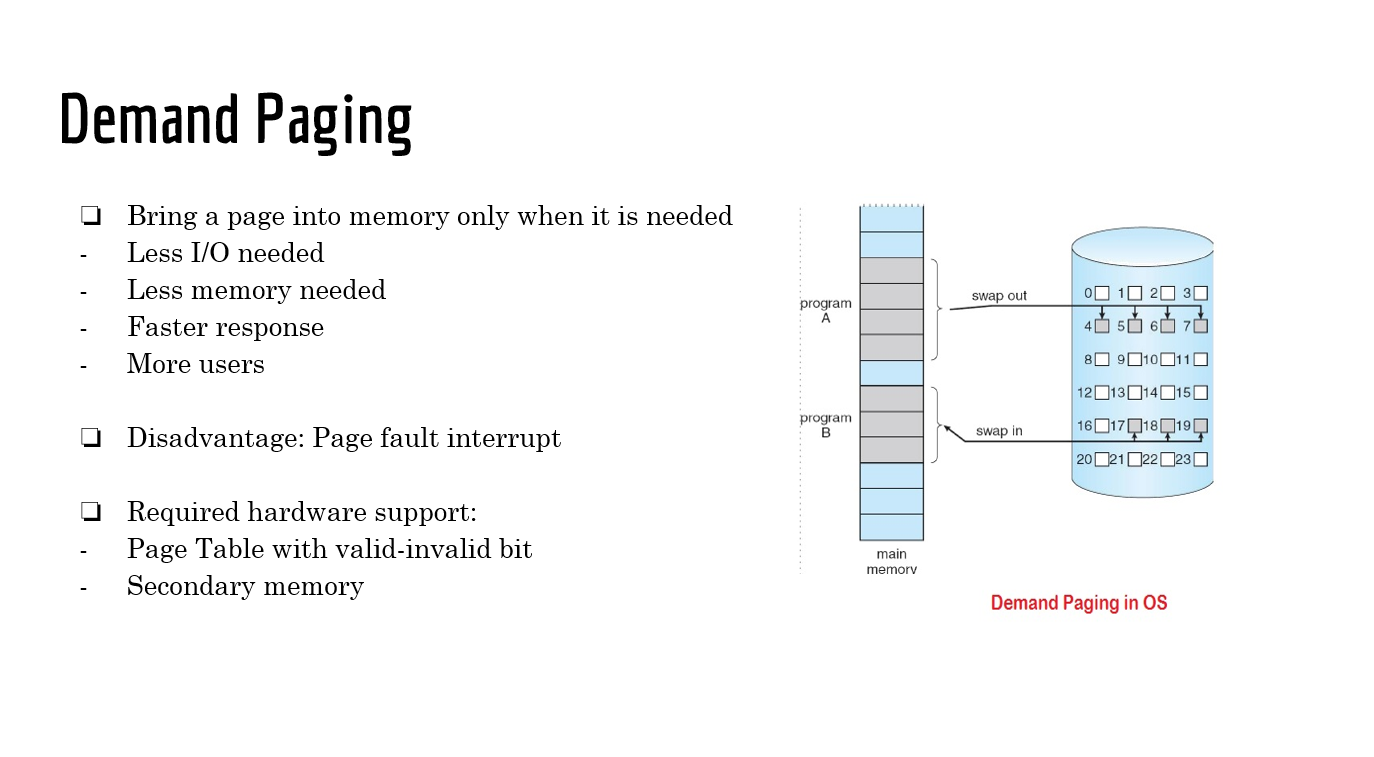 Demand Paging
❏ Bring a page into memory only when it is needed
- Less I/O needed
- Less memory needed
- Faster response
- More users
❏ Disadvantage: Page fault interrupt
❏ Required hardware support:
- Page Table with valid-invalid bit
- Secondary memory
program
A
program
B
main
memory
swap out
swap in
0 1 2 3
4 5 6 7
8 9 10 11
12 13 14 15
16 17 18 19
20 21 22 23
Demand Paging in OS